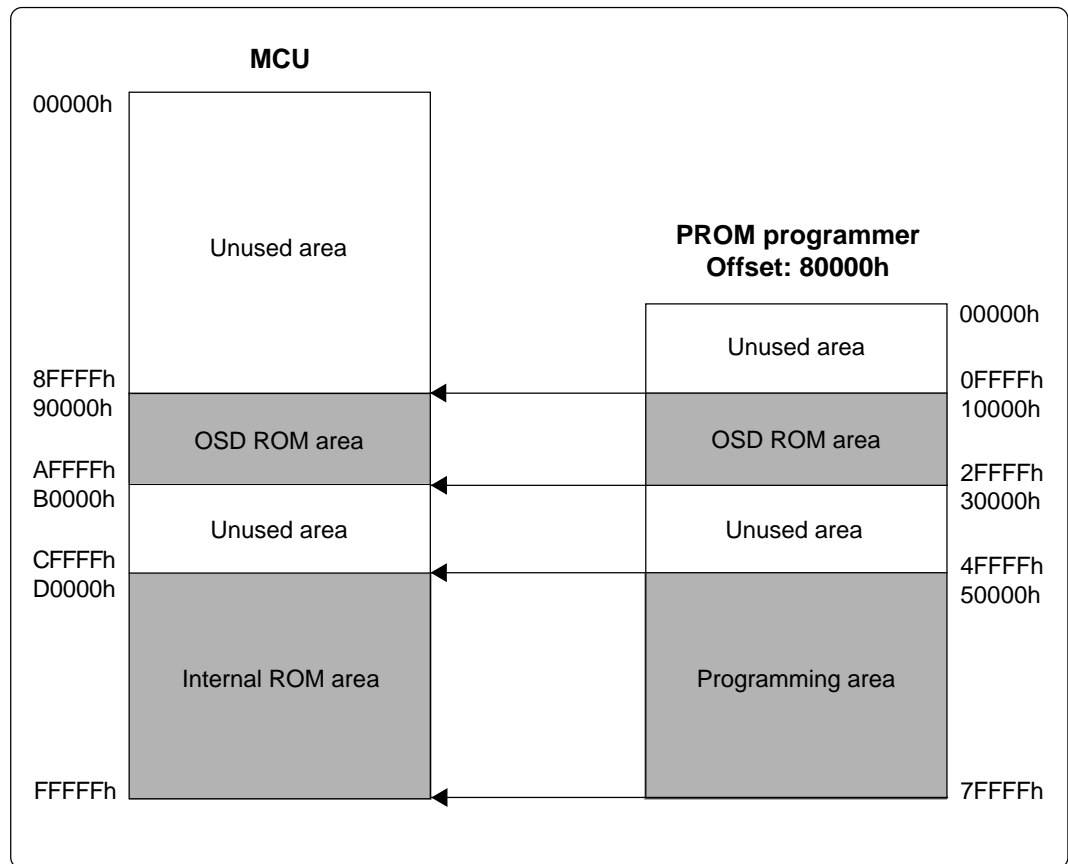 MCU
00000h
Unused area
8FFFFh
90000h
OSD ROM area
AFFFFh
B0000h
Unused area
CFFFFh
D0000h
Internal ROM area
FFFFFh
PROM programmer
Offset: 80000h
00000h
Unused area
0FFFFh
10000h
OSD ROM area
2FFFFh
30000h
Unused area
4FFFFh
50000h
Programming area
7FFFFh